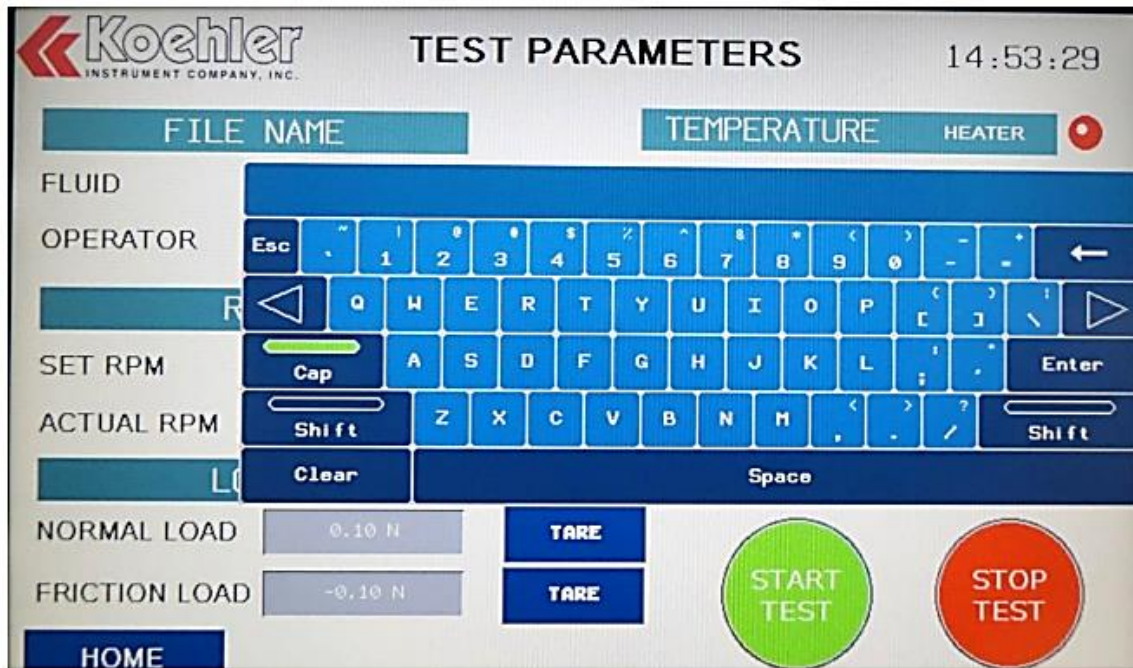 Koehler TEST PARAMETERS 14:53:29
INSTRUMENT COMPANY, INC.
FILE NAME TEMPERATURE HEATER
FLUID
OPERATOR
Esc ` ~ 1 | 2 @ 3 4 $ 5 % 6 ^ 7 & 8 * 9 ( 0 ) - = + ←
Q W E R T Y U I O P [ ] \
SET RPM Cap A S D F G H J K L ; Enter
ACTUAL RPM Shift Z X C V B N M , < . > / ? Shift
Clear Space
NORMAL LOAD 0.10 N TARE
FRICTION LOAD -0.10 N TARE
START TEST STOP TEST
HOME